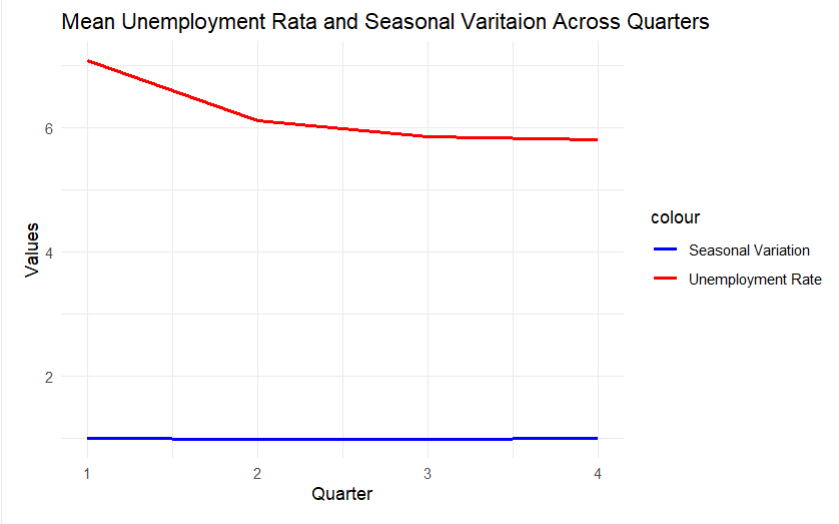 Mean Unemployment Rata and Seasonal Varitaion Across Quarters
6
4
2
Values
1 2 3 4
Quarter
colour
Seasonal Variation
Unemployment Rate